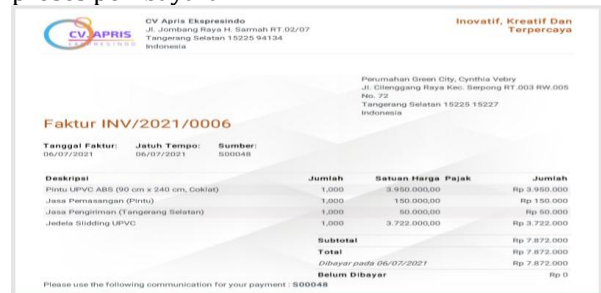 CV. APRIS
EKSPRESINDO
CV Apris Ekspresindo
Jl. Jombang Raya H. Sarmah RT.02/07
Tangerang Selatan 15225 94134
Indonesia
Inovatif, Kreatif Dan
Terpercaya
Perumahan Green City, Cynthia Vebry
Jl. Cilenggang Raya Kec. Serpong RT.003 RW.005
No. 72
Tangerang Selatan 15225 15227
Indonesia
Faktur INV/2021/0006
Tanggal Faktur: Jatuh Tempo: Sumber:
06/07/2021 06/07/2021 S00048
Deskripsi Jumlah Satuan Harga Pajak Jumlah
Pintu UPVC ABS (90 cm x 240 cm, Coklat) 1,000 3.950.000,00 Rp 3.950.000
Jasa Pemasangan (Pintu) 1,000 150.000,00 Rp 150.000
Jasa Pengiriman (Tangerang Selatan) 1,000 50.000,00 Rp 50.000
Jedela Slidding UPVC 1,000 3.722.000,00 Rp 3.722.000
Subtotal Rp 7.872.000
Total Rp 7.872.000
Dibayar pada 06/07/2021 Rp 7.872.000
Belum Dibayar Rp 0
Please use the following communication for your payment : S00048